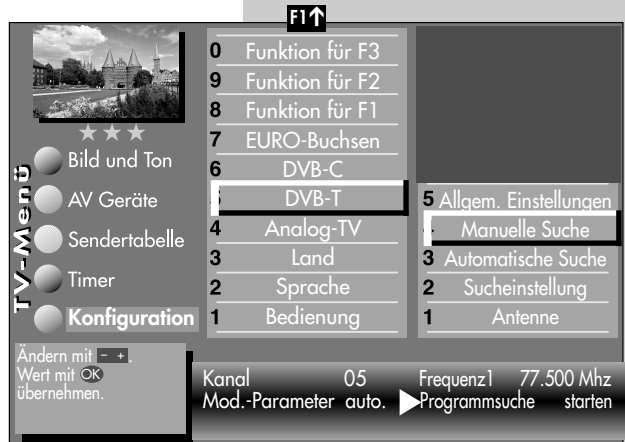 F1↑
0 Funktion für F3
9 Funktion für F2
8 Funktion für F1
7 EURO-Buchsen
6 DVB-C
DVB-T
4 Analog-TV
3 Land
2 Sprache
1 Bedienung
TV-Menü
Bild und Ton
AV Geräte
Sendertabelle
Timer
Konfiguration
5 Allgem. Einstellungen
Manuelle Suche
3 Automatische Suche
2 Sucheinstellung
1 Antenne
Ändern mit - + .
Wert mit OK
übernehmen.
Kanal 05 Frequenz1 77.500 Mhz
Mod.-Parameter auto. Programmsuche starten